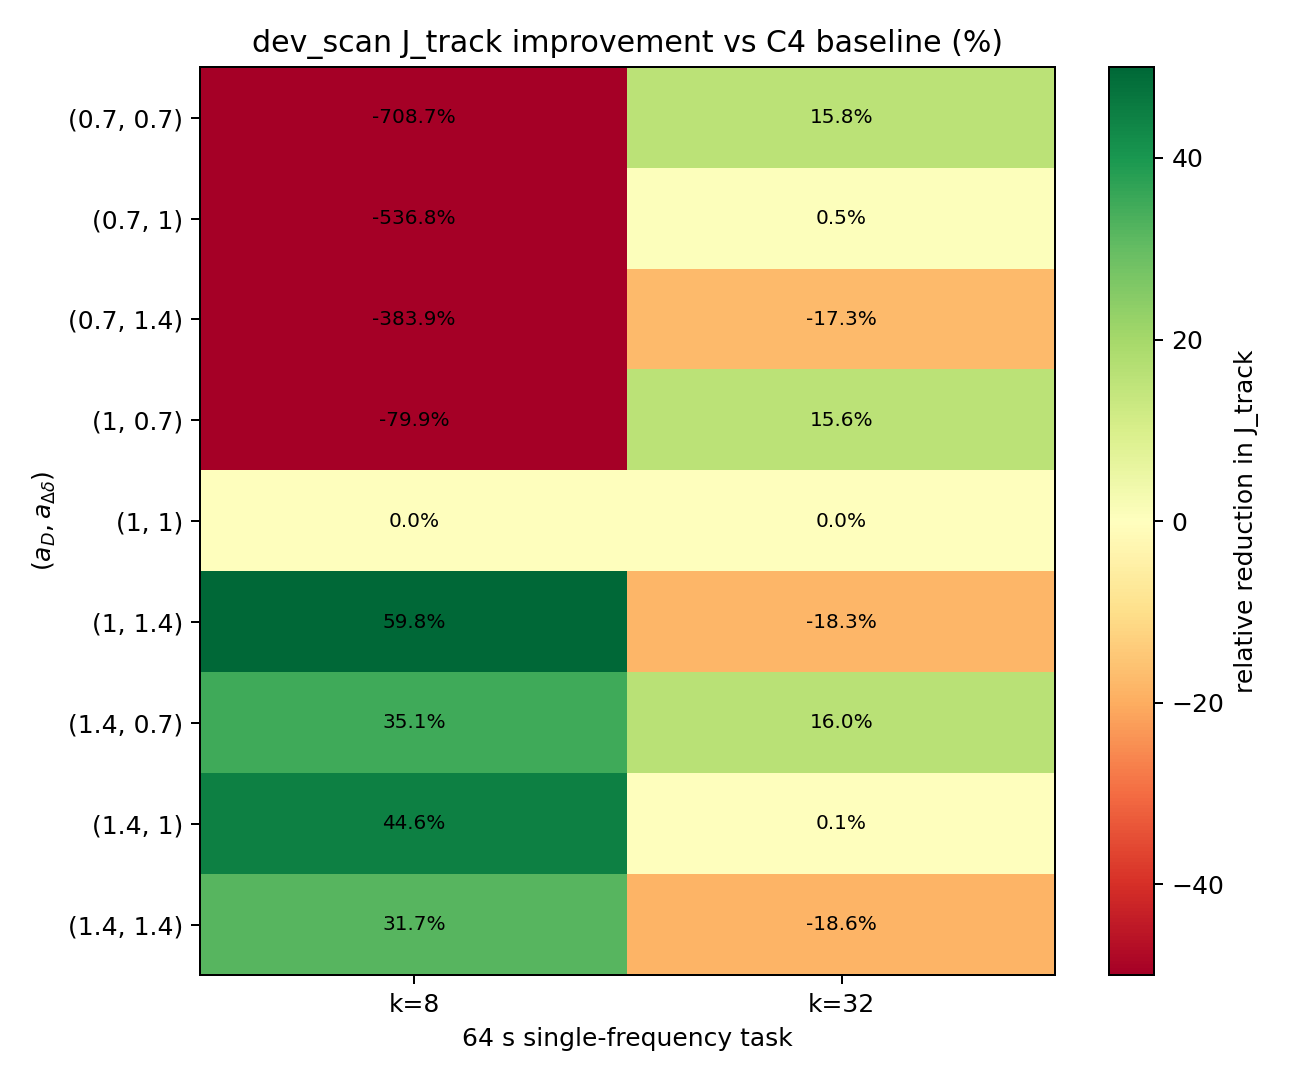 dev_scan J_track improvement vs C4 baseline (%)
(0.7, 0.7) -708.7% 15.8%
(0.7, 1) -536.8% 0.5%
(0.7, 1.4) -383.9% -17.3%
(1, 0.7) -79.9% 15.6%
(1, 1) 0.0% 0.0%
(1, 1.4) 59.8% -18.3%
(1.4, 0.7) 35.1% 16.0%
(1.4, 1) 44.6% 0.1%
(1.4, 1.4) 31.7% -18.6%
(a_D, a_{Δδ})
k=8 k=32
64 s single-frequency task
40
20
0
−20
−40
relative reduction in J_track